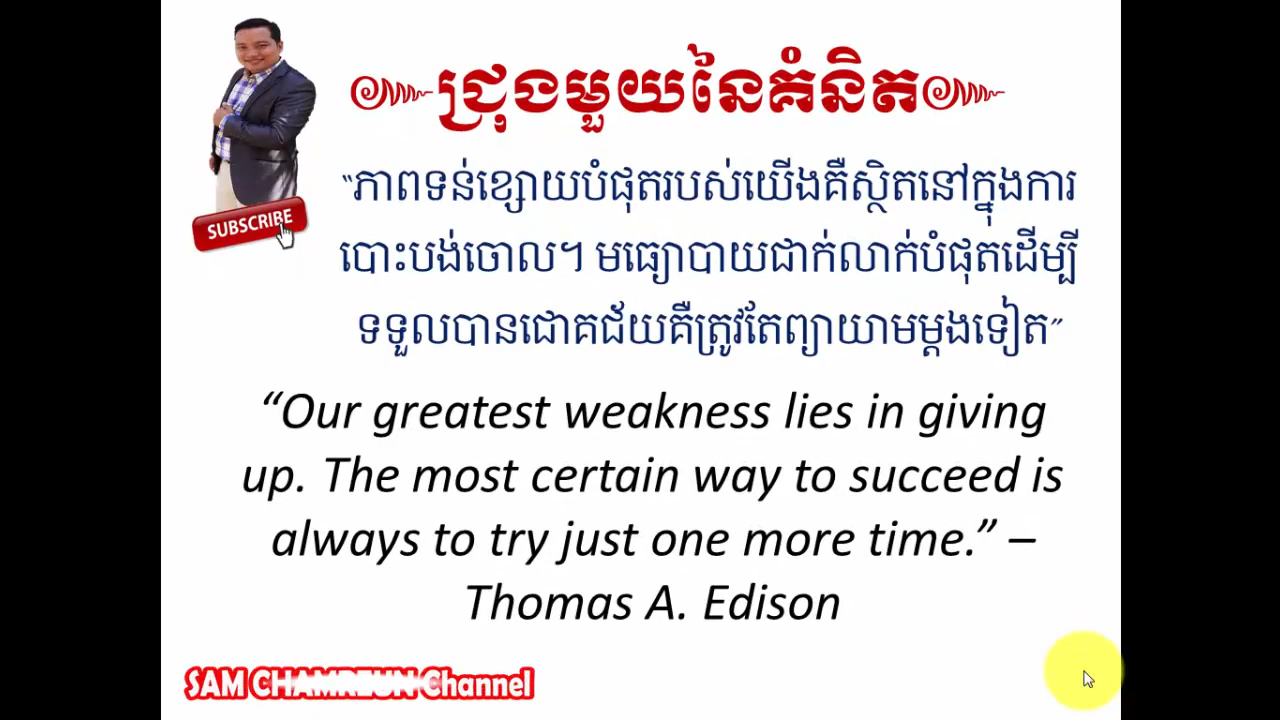 ជ្រុងមួយនៃគំនិត
“ភាពទន់ខ្សោយបំផុតរបស់យើងគឺស្ថិតនៅក្នុងការ
បោះបង់ចោល។ មធ្យោបាយជាក់លាក់បំផុតដើម្បី
ទទួលបានជោគជ័យគឺត្រូវតែព្យាយាមម្ដងទៀត”
“Our greatest weakness lies in giving
up. The most certain way to succeed is
always to try just one more time.” –
Thomas A. Edison
SUBSCRIBE
SAM CHAMREUN Channel